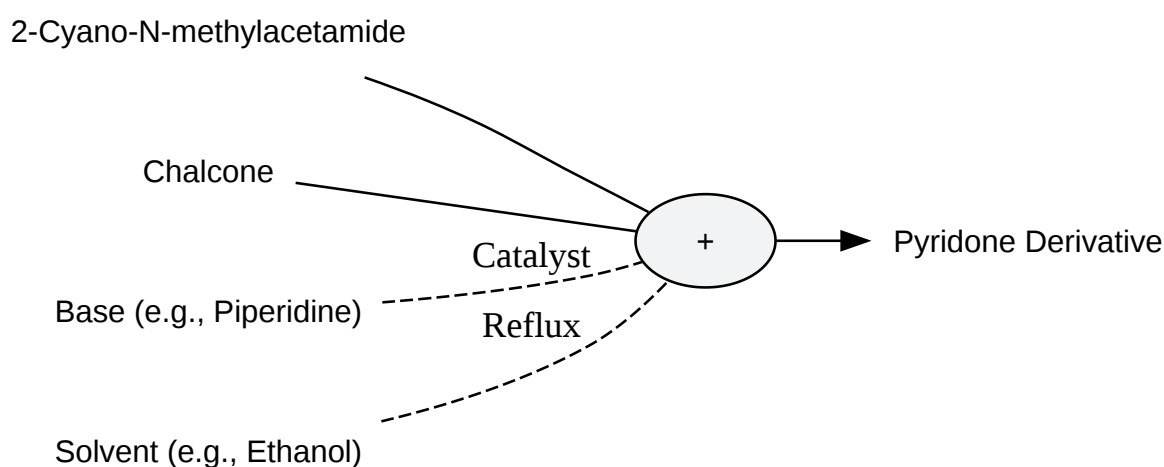 2-Cyano-N-methylacetamide
Chalcone
+
Pyridone Derivative
Catalyst
Base (e.g., Piperidine)
Reflux
Solvent (e.g., Ethanol)